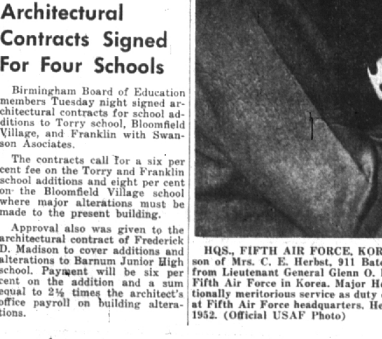 Architectural
Contracts Signed
For Four Schools
Birmingham Board of Education
members Tuesday night signed ar-
chitectural contracts for school ad-
ditions to Torry school, Bloomfield
Village, and Franklin with Swan-
son Asociates.
The contracts call for a six per
cent fee on the Torry and Franklin
school additions and eight per cent
on the Bloomfield Village school
where major alterations must be
made to the present building.
Approval also was given to the
architectural contract of Frederick
D. Madison to cover additions and
alterations to Barnum Junior High
school. Payment will be six per
cent on the addition and a sum
equal to 2½ times the architect's
office payroll on building altera-
tions.
HQS., FIFTH AIR FORCE, KOR
son of Mrs. C. E. Herbst, 911 Bat
from Lieutenant General Glenn O.
Fifth Air Force in Korea. Major He
tionally meritorious service as duty
at Fifth Air Force headquarters. He
1952. (Official USAF Photo)